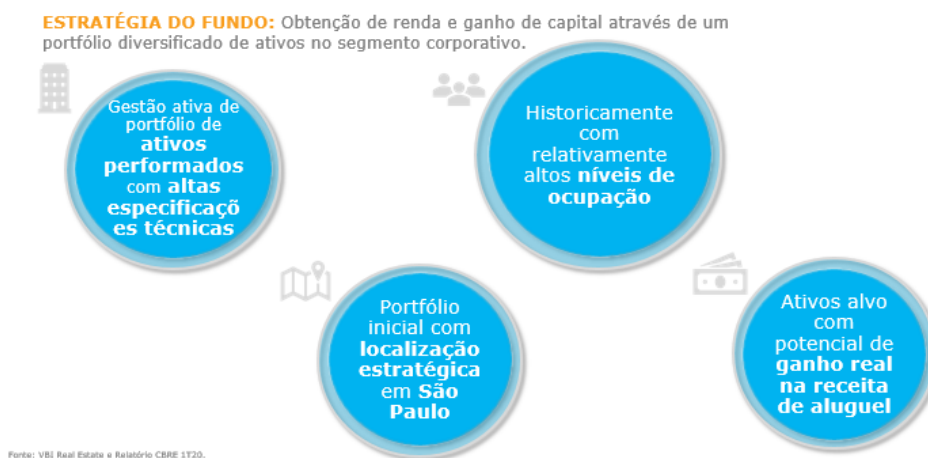 ESTRATÉGIA DO FUNDO: Obtenção de renda e ganho de capital através de um
portfólio diversificado de ativos no segmento corporativo.
Gestão ativa de
portfólio de
ativos
performados
com altas
especificaçõ
es técnicas
Historicamente
com
relativamente
altos níveis de
ocupação
Portfólio
inicial com
localização
estratégica
em São
Paulo
Ativos alvo
com
potencial de
ganho real
na receita
de aluguel
Fonte: VBI Real Estate e Relatório CBRE 1T20.